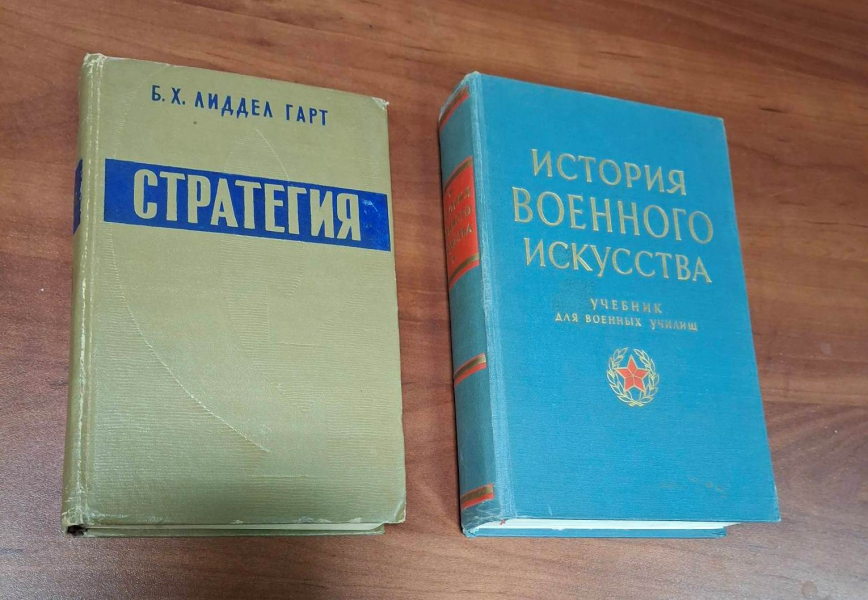 Б. Х. ЛИДДЕЛ ГАРТ
СТРАТЕГИЯ
ИСТОРИЯ
ВОЕННОГО
ИСКУССТВА
УЧЕБНИК
ДЛЯ ВОЕННЫХ УЧИЛИЩ